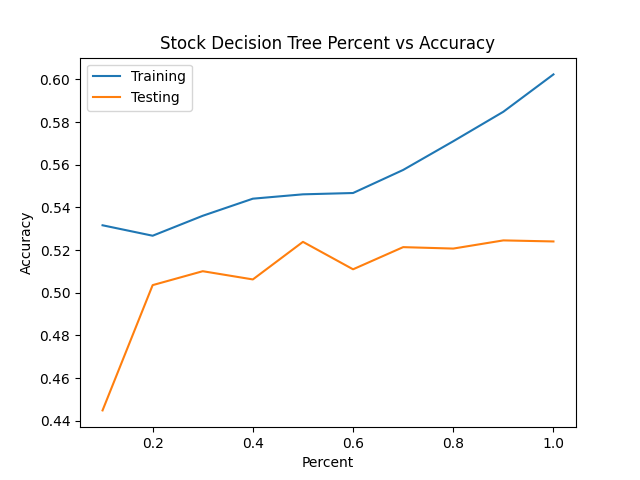 Stock Decision Tree Percent vs Accuracy
Training
Testing
0.60
0.58
0.56
0.54
0.52
0.50
0.48
0.46
0.44
Accuracy
0.2 0.4 0.6 0.8 1.0
Percent